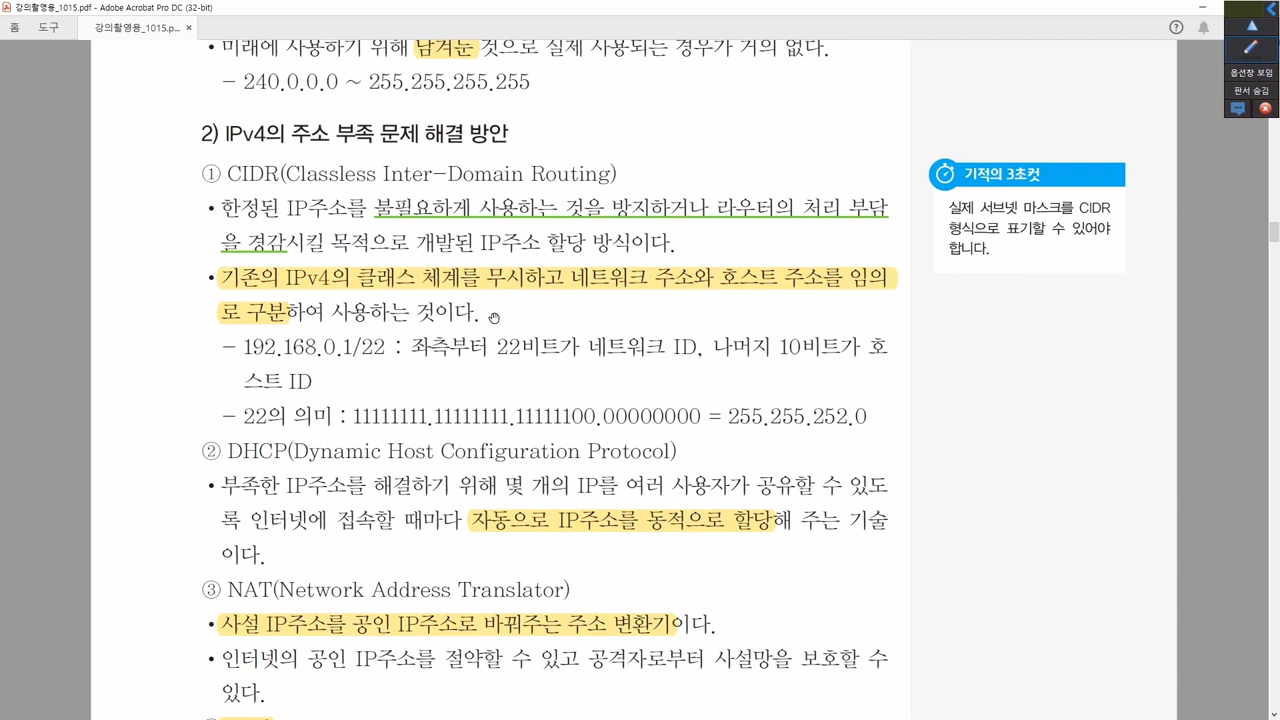 강의촬영용_1015.pdf - Adobe Acrobat Pro DC (32-bit)
홈 도구 강의촬영용_1015.p... ×
옵션창 보임
판서 숨김
• 미래에 사용하기 위해 남겨둔 것으로 실제 사용되는 경우가 거의 없다.
– 240.0.0.0 ~ 255.255.255.255
2) IPv4의 주소 부족 문제 해결 방안
① CIDR(Classless Inter-Domain Routing)
• 한정된 IP주소를 불필요하게 사용하는 것을 방지하거나 라우터의 처리 부담
을 경감시킬 목적으로 개발된 IP주소 할당 방식이다.
• 기존의 IPv4의 클래스 체계를 무시하고 네트워크 주소와 호스트 주소를 임의
로 구분하여 사용하는 것이다.
– 192.168.0.1/22 : 좌측부터 22비트가 네트워크 ID, 나머지 10비트가 호
스트 ID
– 22의 의미 : 11111111.11111111.11111100.00000000 = 255.255.252.0
② DHCP(Dynamic Host Configuration Protocol)
• 부족한 IP주소를 해결하기 위해 몇 개의 IP를 여러 사용자가 공유할 수 있도
록 인터넷에 접속할 때마다 자동으로 IP주소를 동적으로 할당해 주는 기술
이다.
③ NAT(Network Address Translator)
• 사설 IP주소를 공인 IP주소로 바꿔주는 주소 변환기이다.
• 인터넷의 공인 IP주소를 절약할 수 있고 공격자로부터 사설망을 보호할 수
있다.
기적의 3초컷
실제 서브넷 마스크를 CIDR
형식으로 표기할 수 있어야
합니다.